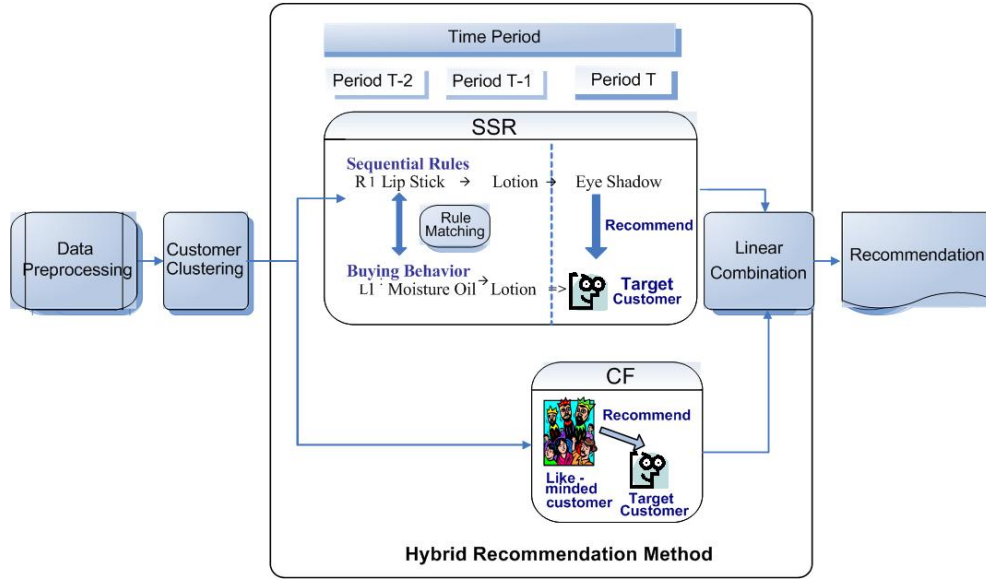 Time Period
Period T-2 Period T-1 Period T
SSR
Sequential Rules
R1 Lip Stick → Lotion → Eye Shadow
Rule
Matching
Recommend
Buying Behavior
L1 : Moisture Oil → Lotion =>
Target
Customer
Data
Preprocessing
Customer
Clustering
Linear
Combination
Recommendation
CF
Recommend
Like -
minded
customer
Target
Customer
Hybrid Recommendation Method